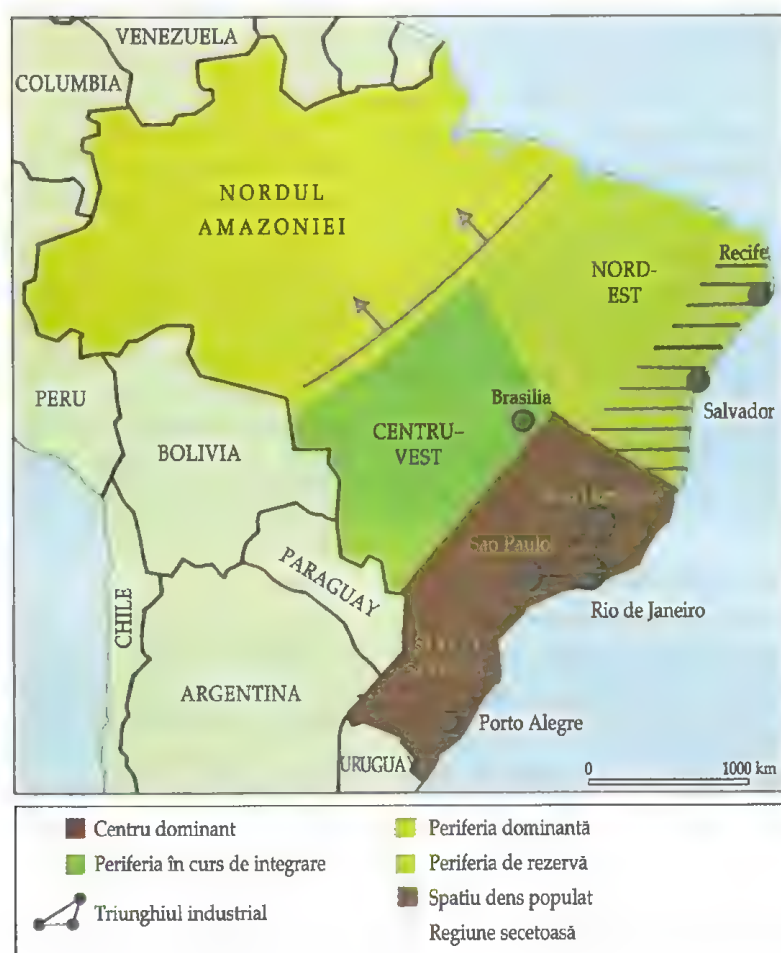 VENEZUELA
COLUMBIA
NORDUL
AMAZONIEI
Recife
NORD-
EST
PERU
Brasilia
Salvador
CENTRU-
VEST
BOLIVIA
Sao Paulo
PARAGUAY
Rio de Janeiro
CHILE
ARGENTINA
Porto Alegre
URUGUAY
0 1000 km
Centru dominant
Periferia dominantă
Periferia în curs de integrare
Periferia de rezervă
Triunghiul industrial
Spatiu dens populat
Regiune secetoasă